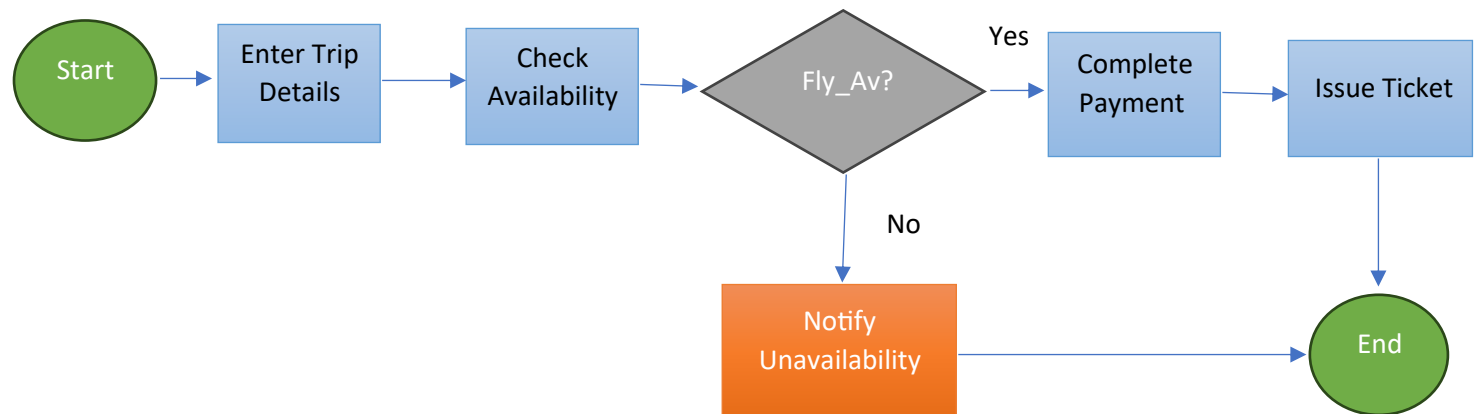 Start
Enter Trip
Details
Check
Availability
Fly_Av?
Yes
Complete
Payment
Issue Ticket
No
Notify
Unavailability
End